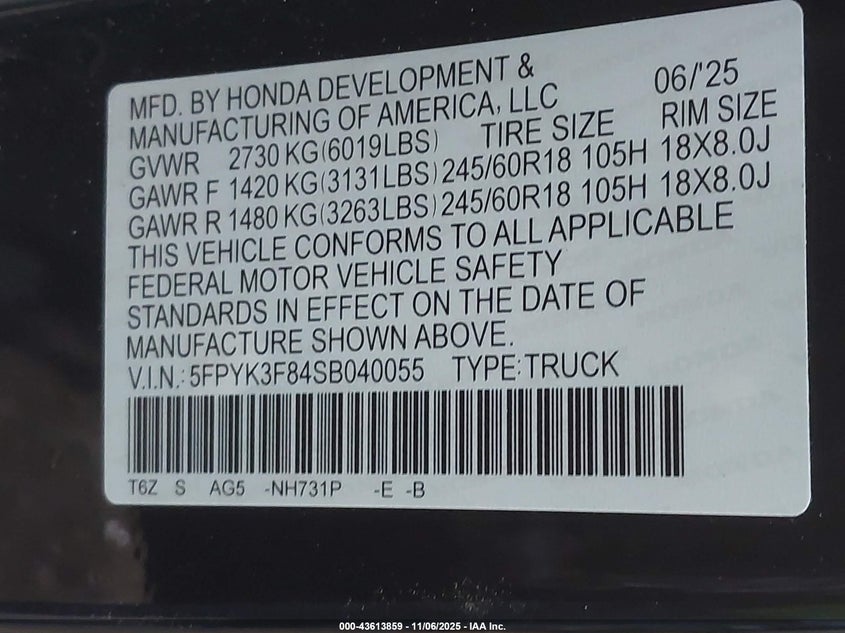 MFD. BY HONDA DEVELOPMENT &
MANUFACTURING OF AMERICA, LLC 06/'25
GVWR 2730 KG(6019LBS) TIRE SIZE RIM SIZE
GAWR F 1420 KG(3131LBS) 245/60R18 105H 18X8.0J
GAWR R 1480 KG(3263LBS) 245/60R18 105H 18X8.0J
THIS VEHICLE CONFORMS TO ALL APPLICABLE
FEDERAL MOTOR VEHICLE SAFETY
STANDARDS IN EFFECT ON THE DATE OF
MANUFACTURE SHOWN ABOVE.
V.I.N.: 5FPYK3F84SB040055 TYPE: TRUCK
T6Z S AG5 -NH731P -E -B
000-43613859 - 11/06/2025 - IAA Inc.